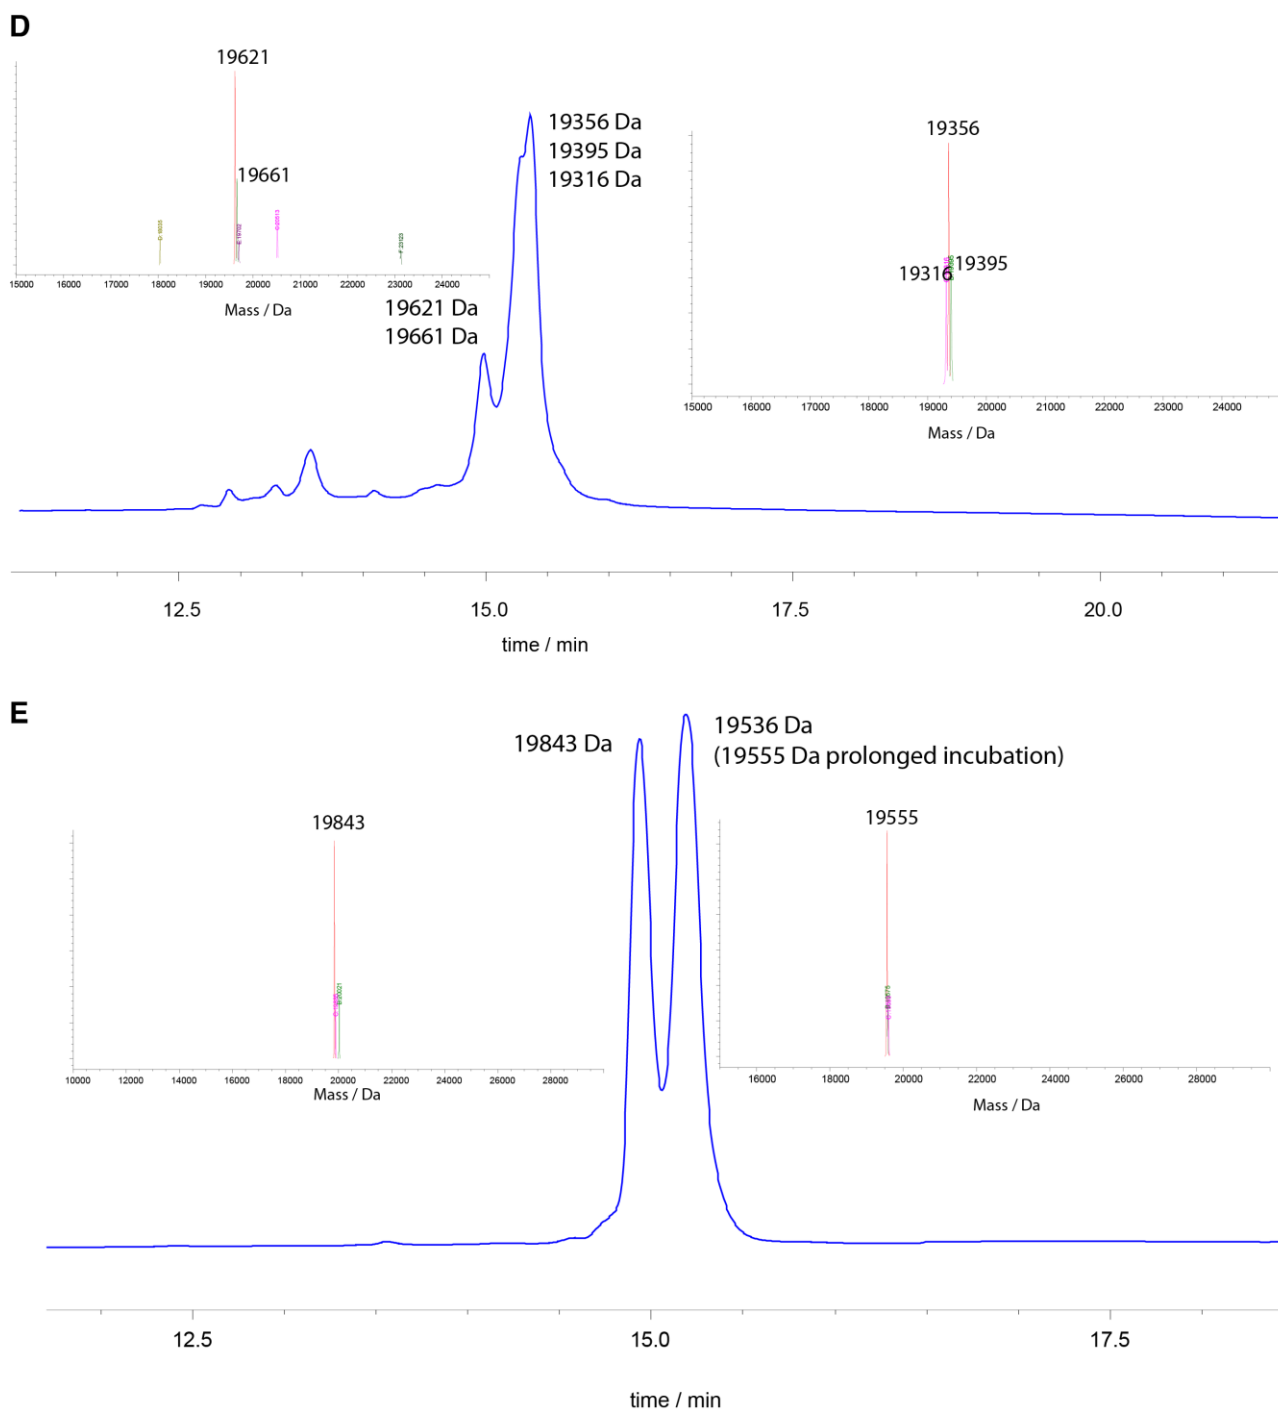 D
19621
19661
15000 16000 17000 18000 19000 20000 21000 22000 23000 24000
Mass / Da
19356 Da
19395 Da
19316 Da
19621 Da
19661 Da
19356
19316
19395
15000 16000 17000 18000 19000 20000 21000 22000 23000 24000
Mass / Da
12.5 15.0 17.5 20.0
time / min
E
19843 Da
19536 Da
(19555 Da prolonged incubation)
19843
10000 12000 14000 16000 18000 20000 22000 24000 26000 28000
Mass / Da
19555
16000 18000 20000 22000 24000 26000 28000
Mass / Da
12.5 15.0 17.5
time / min